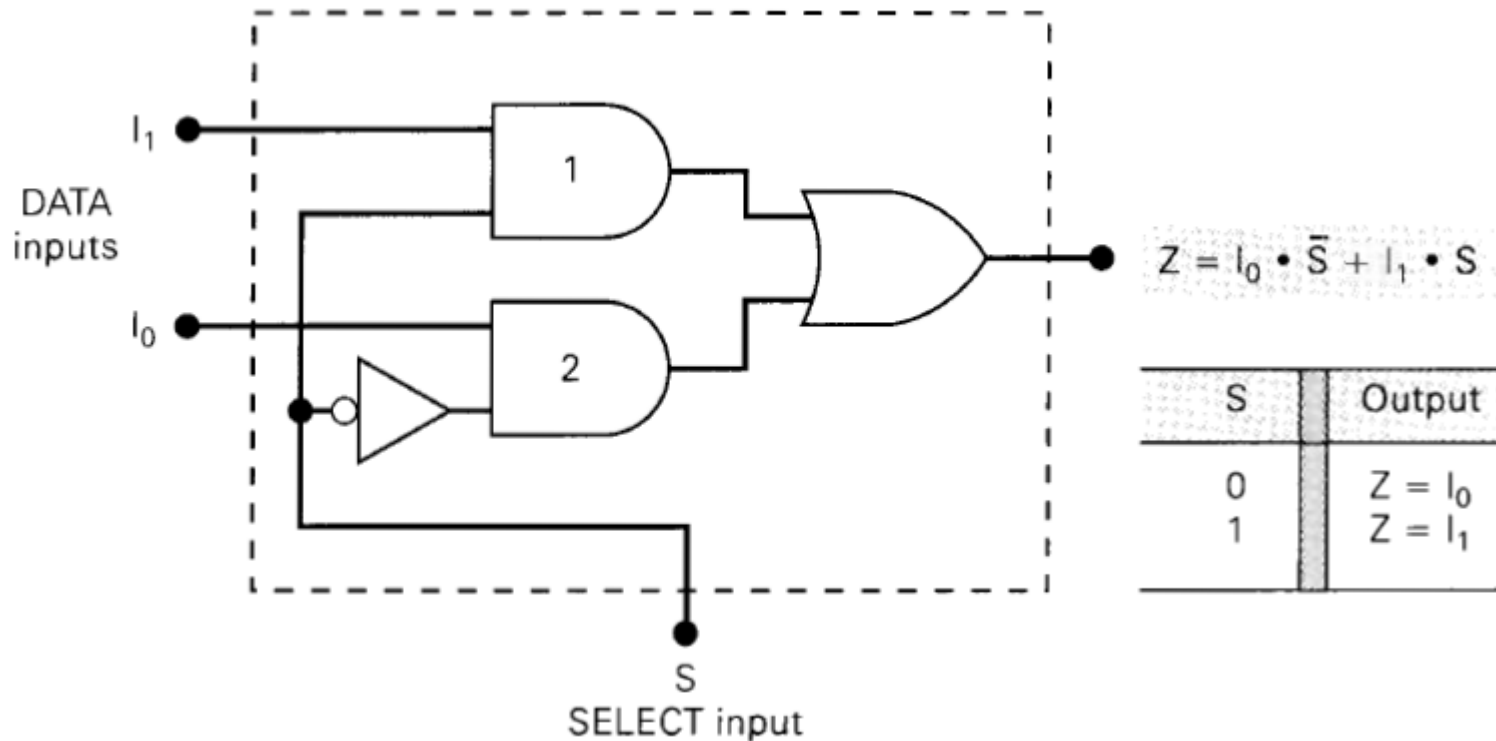 I₁
DATA
inputs
I₀
1
2
Z = I₀ • S̄ + I₁ • S
S Output
0 Z = I₀
1 Z = I₁
S
SELECT input